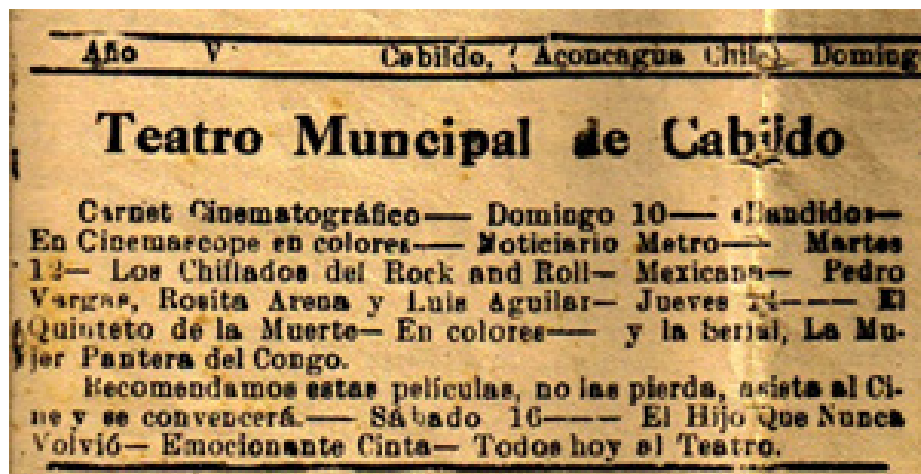 Año V Cabildo, ( Aconcagua Chile) Doming
Teatro Muncipal de Cabildo
Carnet Cinematográfico— Domingo 10— «Bandido»—
En Cinemascope en colores— Noticiario Metro— Martes
12— Los Chiflados del Rock and Roll— Mexicana— Pedro
Vargas, Rosita Arena y Luis Aguilar— Jueves 14——— El
Quinteto de la Muerte— En colores—— y la Serial, La Mu-
jer Pantera del Congo.
Recomendamos estas películas, no las pierda, asista al Ci-
ne y se convencerá.— Sábado 16——— El Hijo Que Nunca
Volvió— Emocionante Cinta— Todos hoy al Teatro.